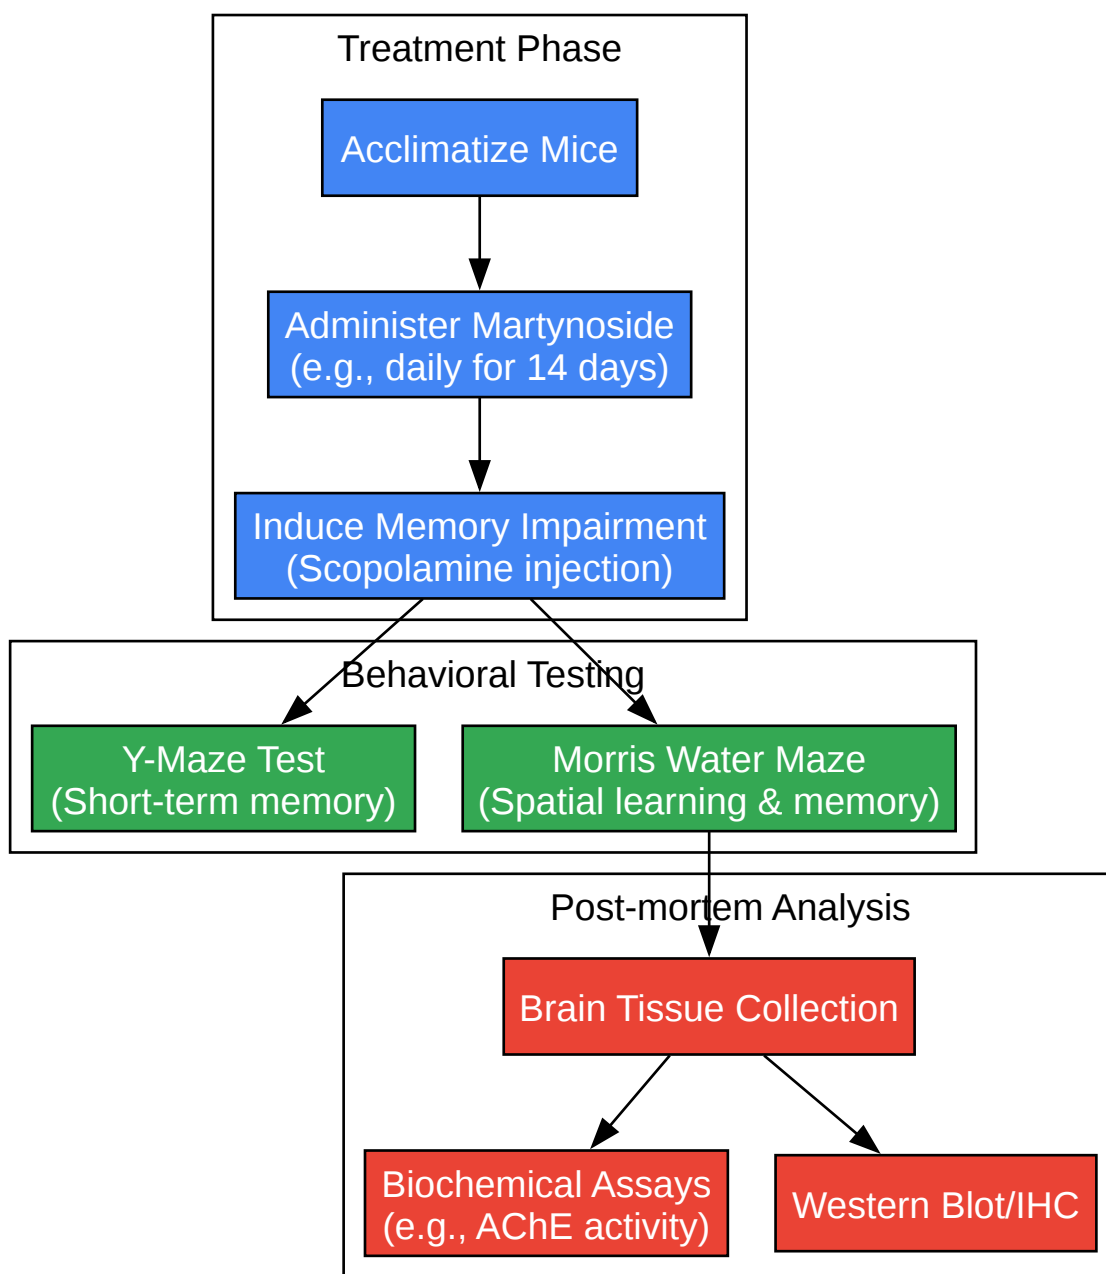 Treatment Phase
Acclimatize Mice
Administer Martynoside
(e.g., daily for 14 days)
Induce Memory Impairment
(Scopolamine injection)
Behavioral Testing
Y-Maze Test
(Short-term memory)
Morris Water Maze
(Spatial learning & memory)
Post-mortem Analysis
Brain Tissue Collection
Biochemical Assays
(e.g., AChE activity)
Western Blot/IHC